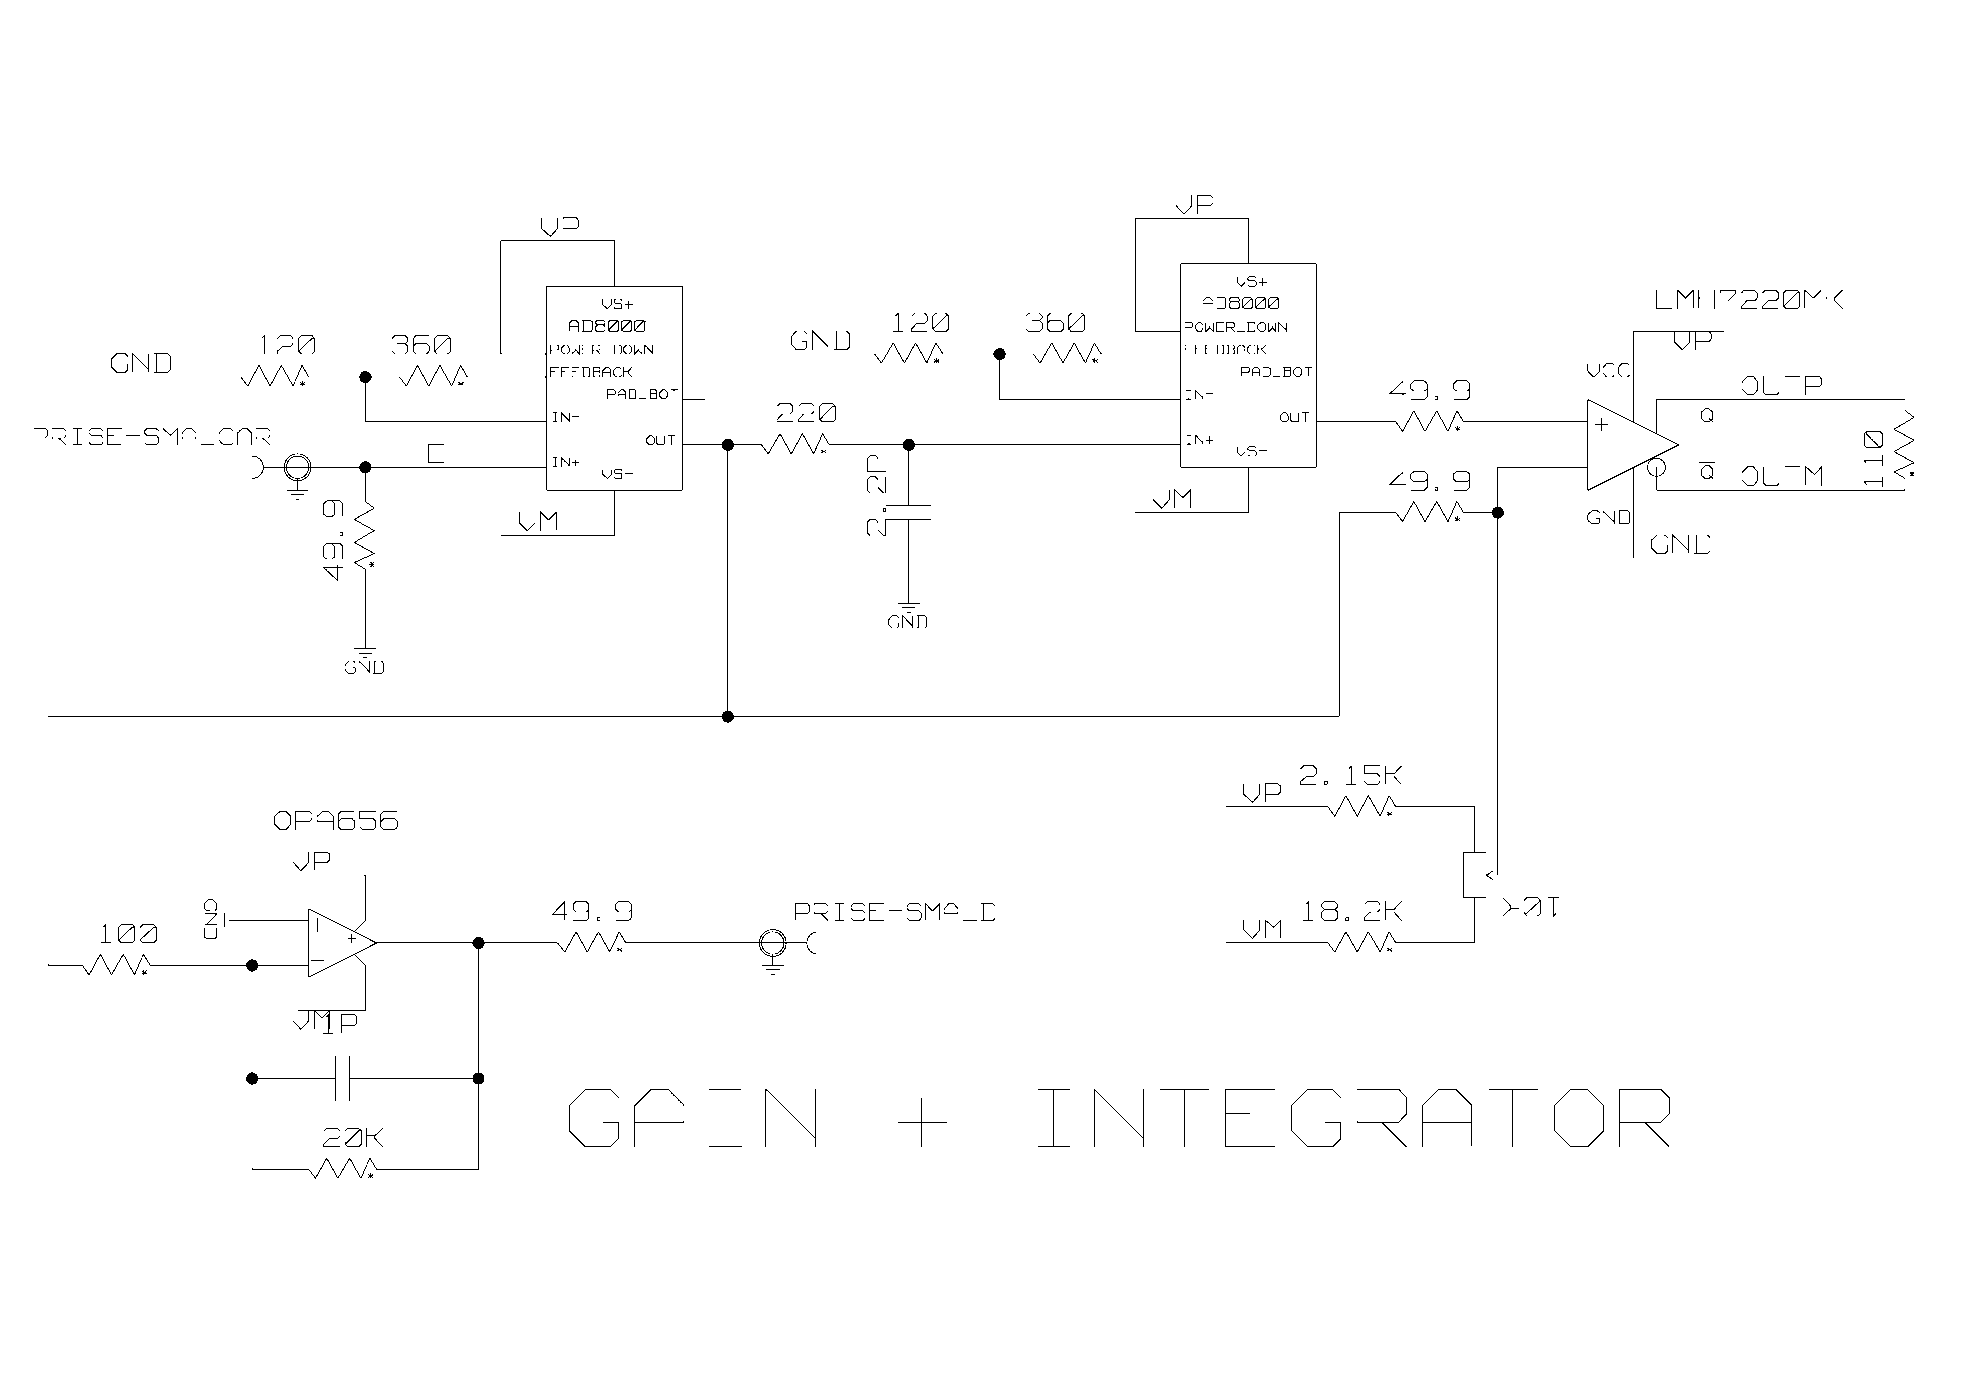 VP
VP
VS+
AD8000
POWER_DOWN
FEEDBACK
PAD_BOT
IN-
OUT
IN+
VS-
VM
GND
120
360
PRISE-SMA_CAR
49.9
GND
VS+
AD8000
POWER_DOWN
FEEDBACK
PAD_BOT
IN-
OUT
IN+
VS-
VM
GND
120
360
220
2.2P
GND
49.9
49.9
LMH7220MK
VP
VCC
+
Q
Q̅
GND
GND
OUTP
OUTM
110
VP
2.15K
VM
18.2K
10K
OPA656
VP
GND
100
+
-
VM
1P
20K
49.9
PRISE-SMA_D
GAIN + INTEGRATOR